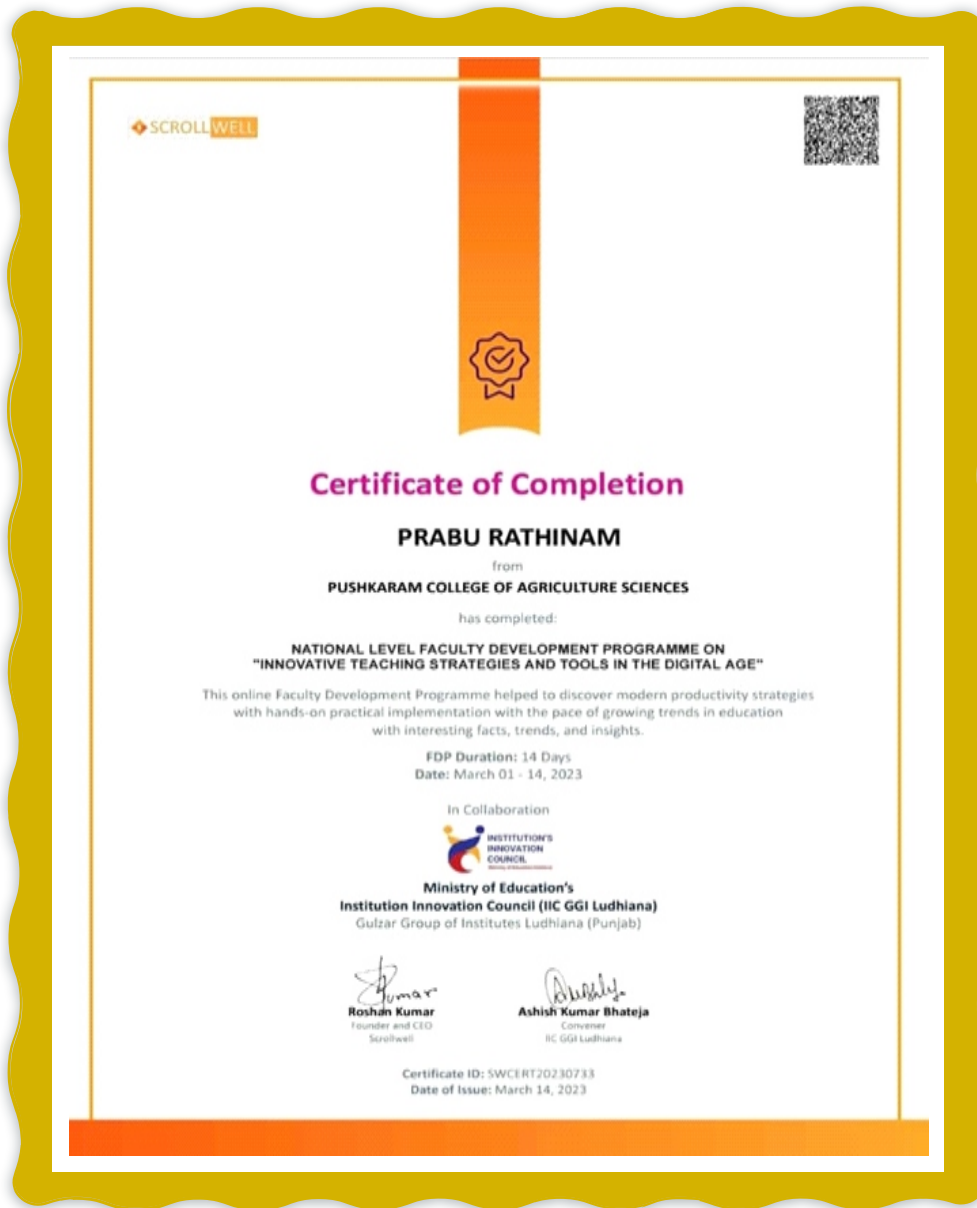 SCROLLWELL
Certificate of Completion
PRABU RATHINAM
from
PUSHKARAM COLLEGE OF AGRICULTURE SCIENCES
has completed:
NATIONAL LEVEL FACULTY DEVELOPMENT PROGRAMME ON
"INNOVATIVE TEACHING STRATEGIES AND TOOLS IN THE DIGITAL AGE"
This online Faculty Development Programme helped to discover modern productivity strategies
with hands-on practical implementation with the pace of growing trends in education
with interesting facts, trends, and insights.
FDP Duration: 14 Days
Date: March 01 - 14, 2023
In Collaboration
INSTITUTION'S
INNOVATION
COUNCIL
Ministry of Education's
Institution Innovation Council (IIC GGI Ludhiana)
Gulzar Group of Institutes Ludhiana (Punjab)
Kumar
Roshan Kumar
Founder and CEO
Scrollwell
Ashish Kumar Bhateja
Convener
IIC GGI Ludhiana
Certificate ID: SWCERT20230733
Date of Issue: March 14, 2023